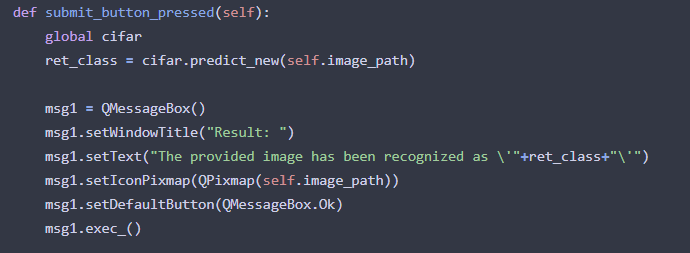 def submit_button_pressed(self):
    global cifar
    ret_class = cifar.predict_new(self.image_path)

    msg1 = QMessageBox()
    msg1.setWindowTitle("Result: ")
    msg1.setText("The provided image has been recognized as \'"+ret_class+"\'")
    msg1.setIconPixmap(QPixmap(self.image_path))
    msg1.setDefaultButton(QMessageBox.Ok)
    msg1.exec_()